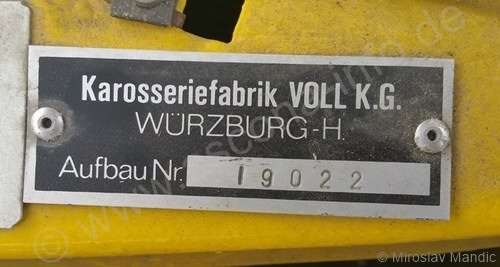 Karosseriefabrik VOLL K.G.
WÜRZBURG-H.
Aufbau Nr. 19022
© Miroslav Mandic